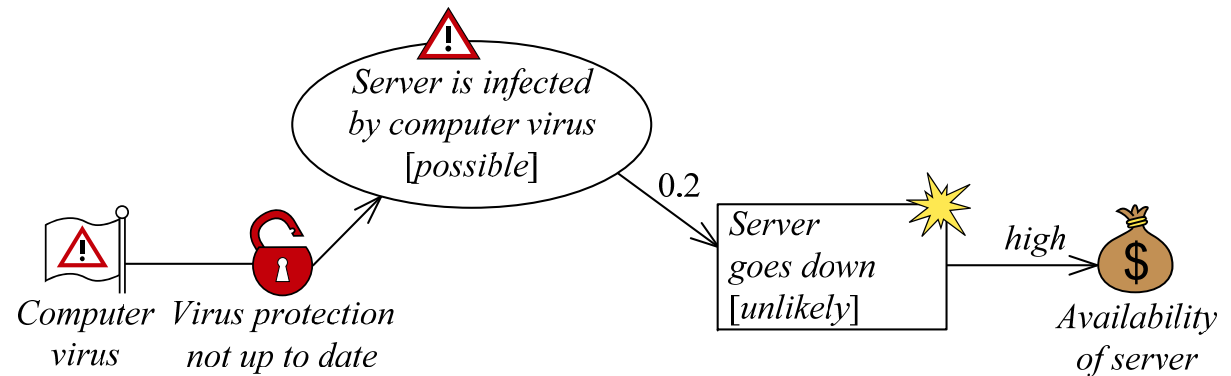 Server is infected
by computer virus
[possible]
0.2
Server
goes down
[unlikely]
high
$
Computer
virus
Virus protection
not up to date
Availability
of server